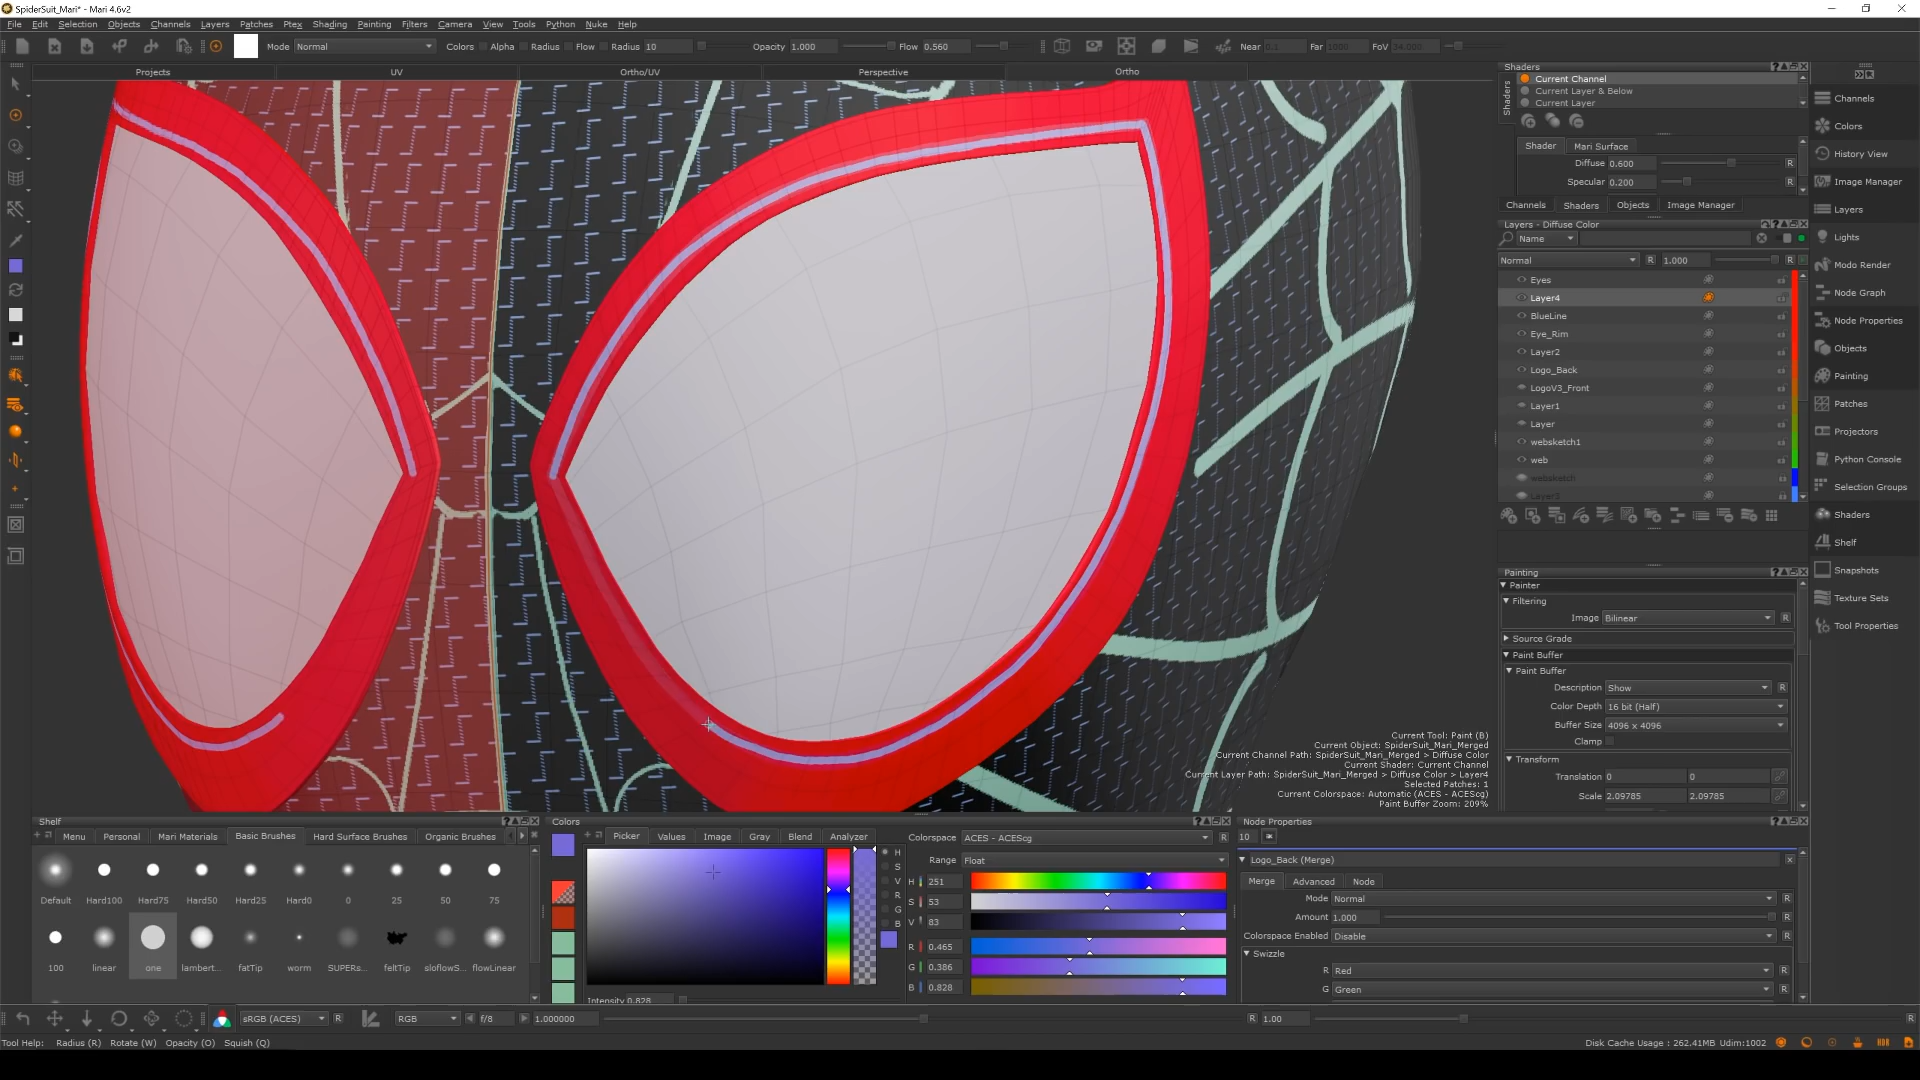 SpiderSuit_Mari* - Mari 4.6v2
File Edit Selection Objects Channels Layers Patches Ptex Shading Painting Filters Camera View Tools Python Nuke Help
Mode Normal Colors Alpha Radius Flow Radius 10 Opacity 1.000 Flow 0.560 Near 0.1 Far 1000 FoV 24.000
Projects UV Ortho/UV Perspective Ortho
Shaders
Shaders
Current Channel
Current Layer & Below
Current Layer
Shader Mari Surface
Diffuse 0.600 R
Specular 0.200 R
Channels Shaders Objects Image Manager
Layers - Diffuse Color
Name
Normal R 1.000 R
Eyes
Layer4
BlueLine
Eye_Rim
Layer2
Logo_Back
LogoV3_Front
Layer1
Layer
websketch1
web
websketch
Layer3
Painting
Painter
Filtering
Image Bilinear R
Source Grade
Paint Buffer
Paint Buffer
Description Show R
Color Depth 16 bit (Half)
Buffer Size 4096 x 4096
Clamp
Transform
Translation 0 0
Scale 2.09785 2.09785
Channels
Colors
History View
Image Manager
Layers
Lights
Modo Render
Node Graph
Node Properties
Objects
Painting
Patches
Projectors
Python Console
Selection Groups
Shaders
Shelf
Snapshots
Texture Sets
Tool Properties
Current Tool: Paint (B)
Current Object: SpiderSuit_Mari_Merged
Current Channel Path: SpiderSuit_Mari_Merged > Diffuse Color
Current Shader: Current Channel
Current Layer Path: SpiderSuit_Mari_Merged > Diffuse Color > Layer4
Selected Patches: 1
Current Colorspace: Automatic (ACES - ACEScg)
Paint Buffer Zoom: 209%
Shelf
Menu Personal Mari Materials Basic Brushes Hard Surface Brushes Organic Brushes
Default Hard100 Hard75 Hard50 Hard25 Hard0 0 25 50 75
100 linear one lambert... fatTip worm SUPERs... feltTip sloflowS... flowLinear
Colors
Picker Values Image Gray Blend Analyzer
H
S
V
R
G
B
Intensity 0.828
Colorspace ACES - ACEScg R
Range Float
H 251
S 53
V 83
R 0.465
G 0.386
B 0.828
Node Properties
10
Logo_Back (Merge)
Merge Advanced Node
Mode Normal R
Amount 1.000 R
Colorspace Enabled Disable R
Swizzle
R Red R
G Green R
sRGB (ACES) R RGB f/8 1.000000 R 1.00 R
Tool Help: Radius (R) Rotate (W) Opacity (O) Squish (Q)
Disk Cache Usage : 262.41MB Udim:1002